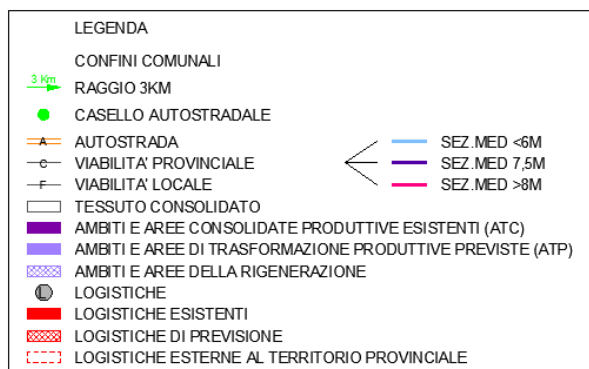 LEGENDA
CONFINI COMUNALI
3 Km RAGGIO 3KM
CASELLO AUTOSTRADALE
A AUTOSTRADA SEZ.MED <6M
C VIABILITA' PROVINCIALE SEZ.MED 7,5M
F VIABILITA' LOCALE SEZ.MED >8M
TESSUTO CONSOLIDATO
AMBITI E AREE CONSOLIDATE PRODUTTIVE ESISTENTI (ATC)
AMBITI E AREE DI TRASFORMAZIONE PRODUTTIVE PREVISTE (ATP)
AMBITI E AREE DELLA RIGENERAZIONE
L LOGISTICHE
LOGISTICHE ESISTENTI
LOGISTICHE DI PREVISIONE
LOGISTICHE ESTERNE AL TERRITORIO PROVINCIALE